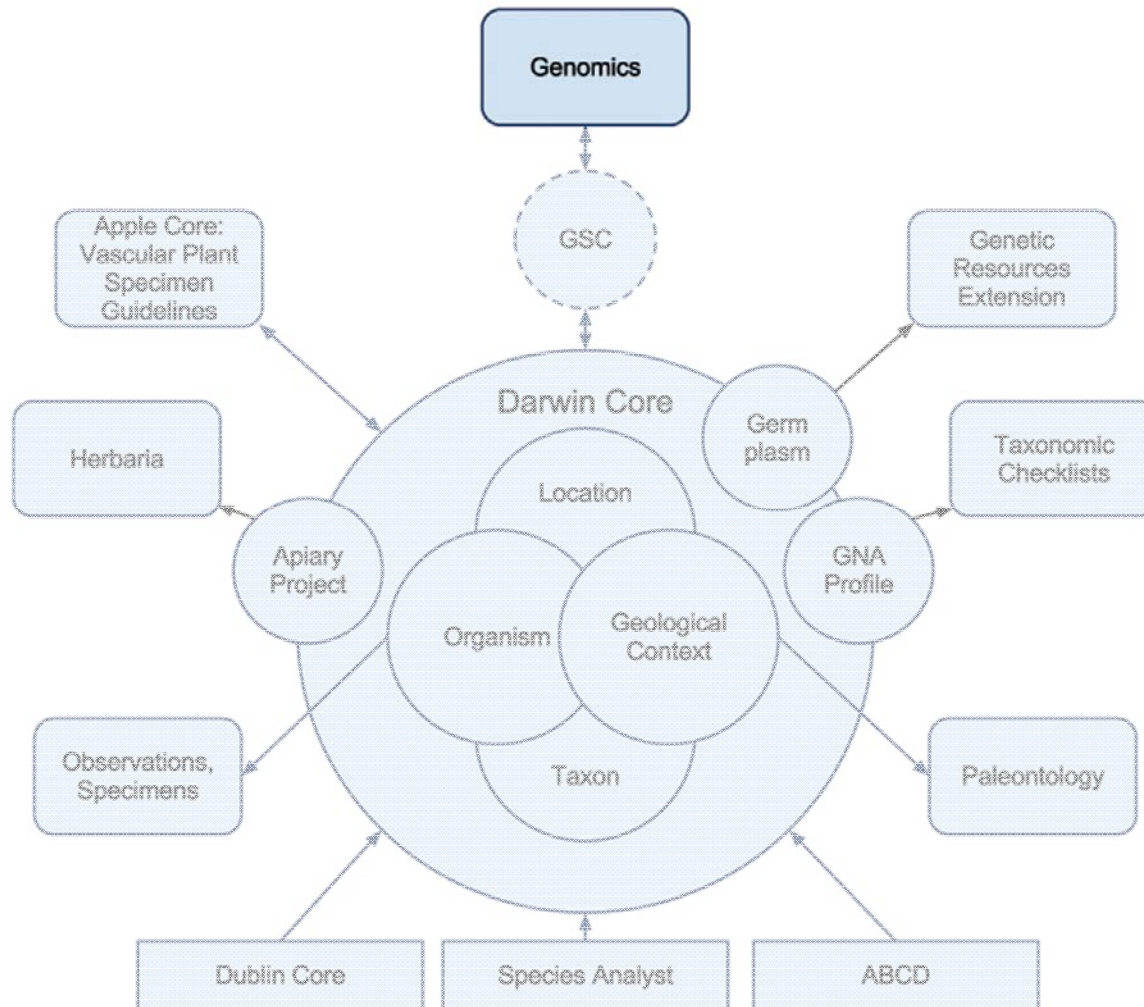 Genomics
GSC
Apple Core:
Vascular Plant
Specimen
Guidelines
Genetic
Resources
Extension
Darwin Core
Germ
plasm
Herbaria
Taxonomic
Checklists
Location
Apiary
Project
GNA
Profile
Organism
Geological
Context
Observations,
Specimens
Taxon
Paleontology
Dublin Core
Species Analyst
ABCD